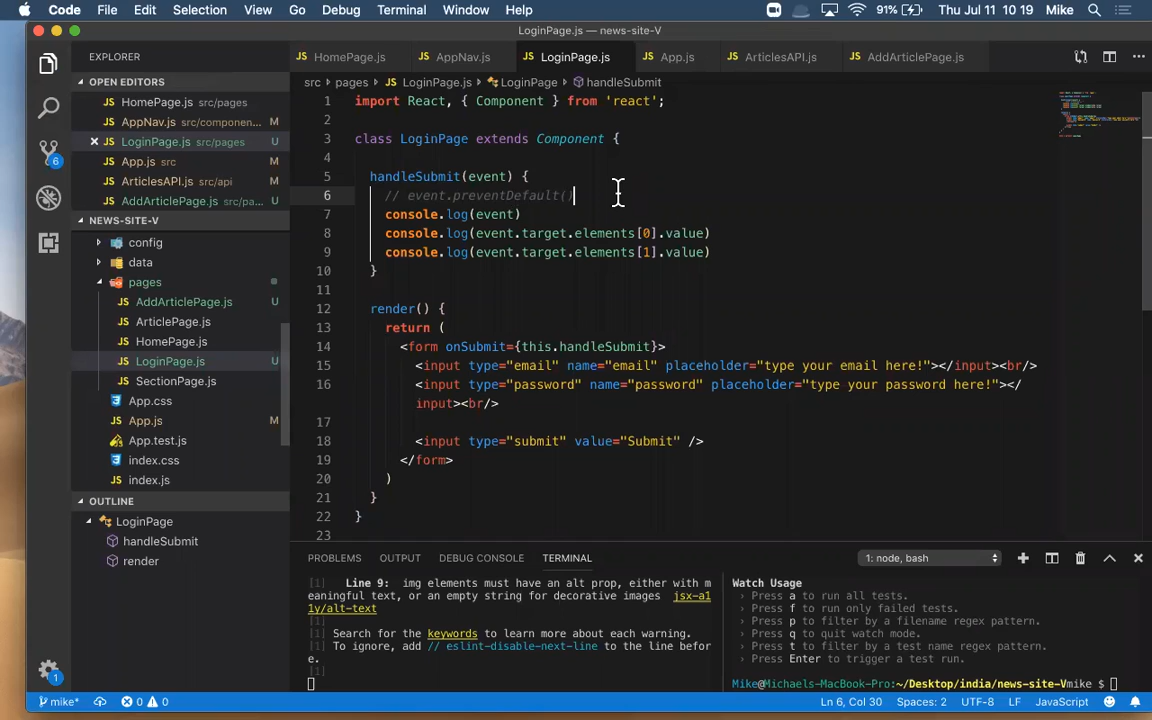 Code File Edit Selection View Go Debug Terminal Window Help 91% Thu Jul 11 10 19 Mike
LoginPage.js — news-site-V
EXPLORER
HomePage.js AppNav.js LoginPage.js App.js ArticlesAPI.js AddArticlePage.js
OPEN EDITORS
HomePage.js src/pages
AppNav.js src/componen... M
LoginPage.js src/pages U
App.js src M
ArticlesAPI.js src/api M
AddArticlePage.js src/pa... U
NEWS-SITE-V
config
data
pages
AddArticlePage.js U
ArticlePage.js
HomePage.js
LoginPage.js U
SectionPage.js
App.css
App.js M
App.test.js
index.css
index.js
OUTLINE
LoginPage
handleSubmit
render
src › pages › JS LoginPage.js › LoginPage › handleSubmit
1 import React, { Component } from 'react';
2
3 class LoginPage extends Component {
4
5 handleSubmit(event) {
6 // event.preventDefault()
7 console.log(event)
8 console.log(event.target.elements[0].value)
9 console.log(event.target.elements[1].value)
10 }
11
12 render() {
13 return (
14 <form onSubmit={this.handleSubmit}>
15 <input type="email" name="email" placeholder="type your email here!"></input><br/>
16 <input type="password" name="password" placeholder="type your password here!"></
input><br/>
17
18 <input type="submit" value="Submit" />
19 </form>
20 )
21 }
22 }
23
PROBLEMS OUTPUT DEBUG CONSOLE TERMINAL 1: node, bash
[1] Line 9: img elements must have an alt prop, either with m
eaningful text, or an empty string for decorative images jsx-a1
1y/alt-text
[1]
[1] Search for the keywords to learn more about each warning.
[1] To ignore, add // eslint-disable-next-line to the line befor
e.
[1]
Watch Usage
› Press a to run all tests.
› Press f to run only failed tests.
› Press p to filter by a filename regex pattern.
› Press q to quit watch mode.
› Press t to filter by a test name regex pattern.
› Press Enter to trigger a test run.
Mike@Michaels-MacBook-Pro:~/Desktop/india/news-site-Vmike $
mike* 0 0 Ln 6, Col 30 Spaces: 2 UTF-8 LF JavaScript
6
1